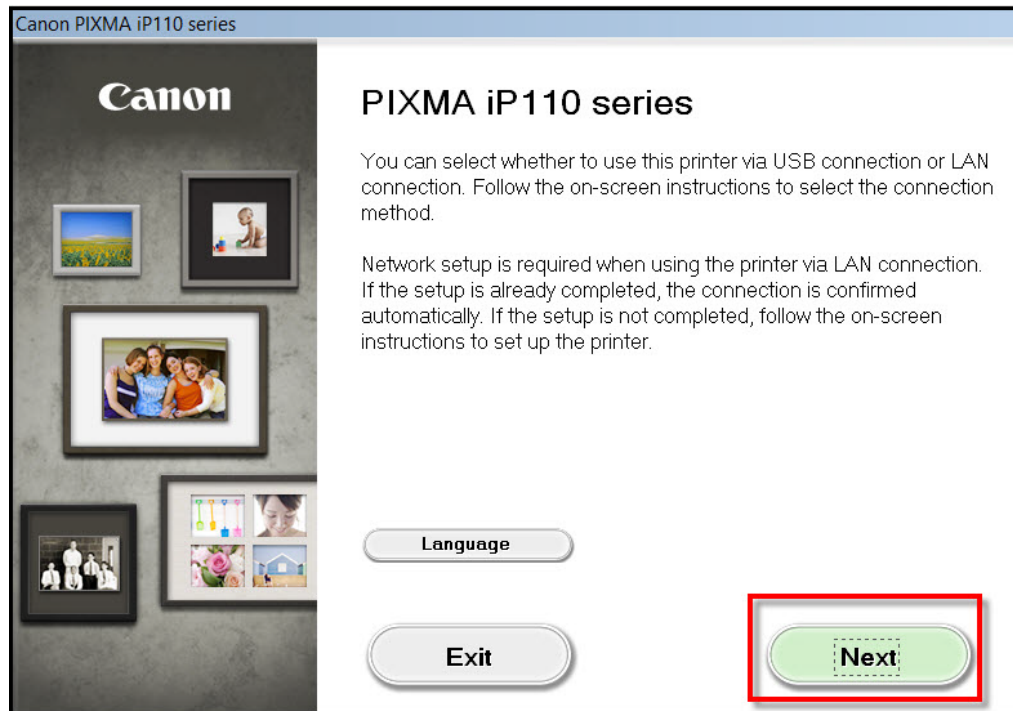 Canon PIXMA iP110 series
Canon
PIXMA iP110 series
You can select whether to use this printer via USB connection or LAN
connection. Follow the on-screen instructions to select the connection
method.
Network setup is required when using the printer via LAN connection.
If the setup is already completed, the connection is confirmed
automatically. If the setup is not completed, follow the on-screen
instructions to set up the printer.
Language
Exit
Next